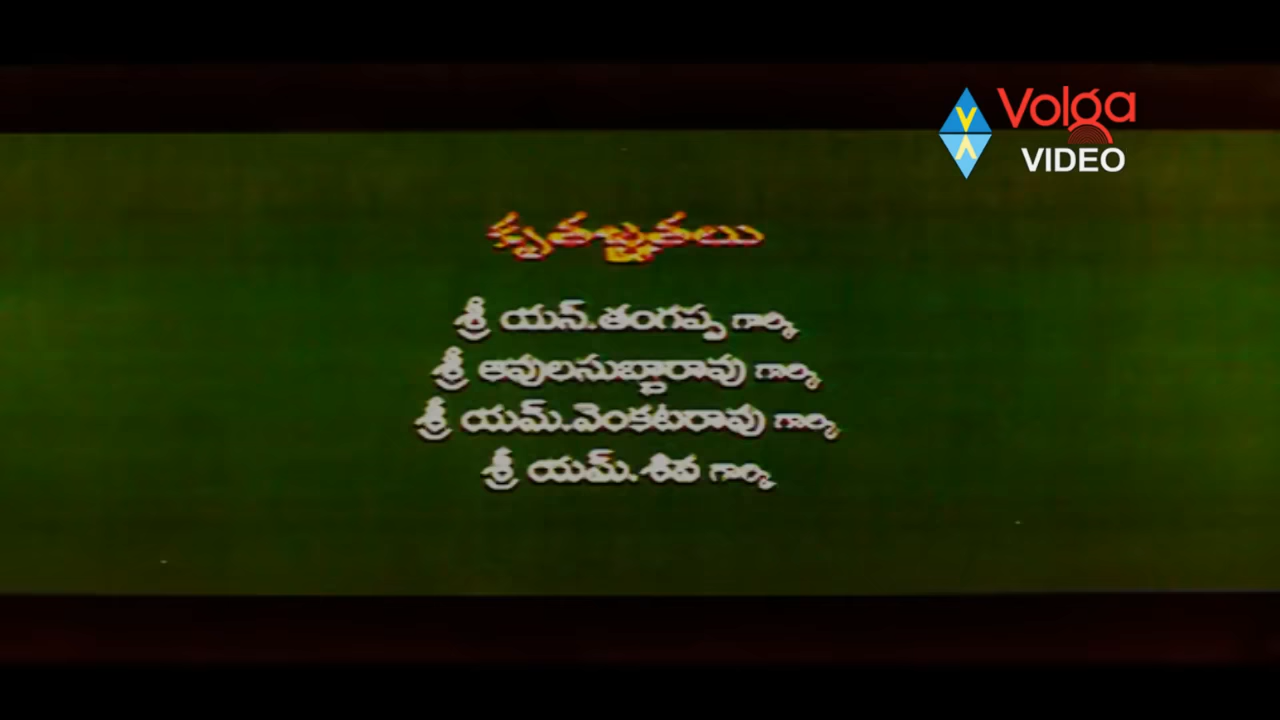 Volga
VIDEO
కృతజ్ఞతలు
శ్రీ యన్.తంగప్ప గార్కి
శ్రీ ఆవులసుబ్బారావు గార్కి
శ్రీ యమ్.వెంకటరావు గార్కి
శ్రీ యమ్.శివ గార్కి